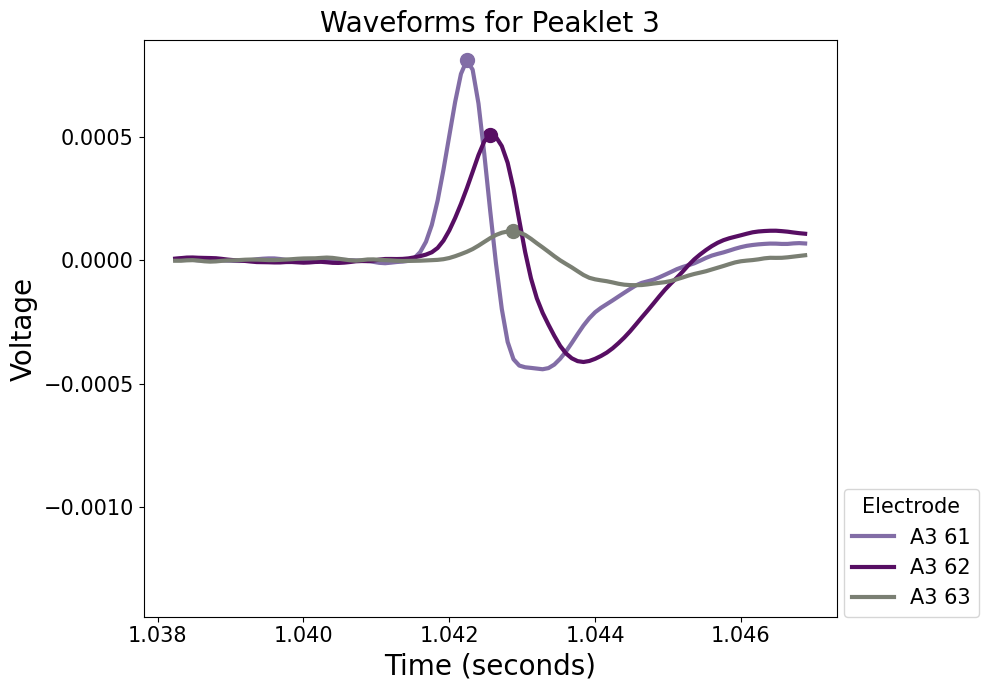 Waveforms for Peaklet 3
Voltage
0.0005
0.0000
−0.0005
−0.0010
1.038 1.040 1.042 1.044 1.046
Time (seconds)
Electrode
A3 61
A3 62
A3 63